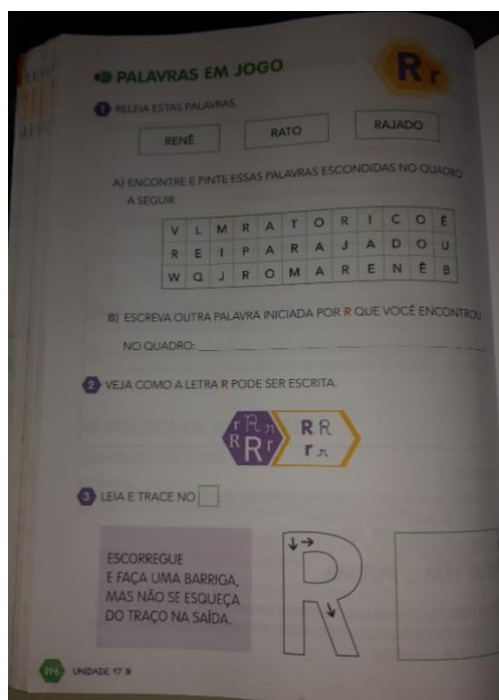 PALAVRAS EM JOGO
R r
1 RELEIA ESTAS PALAVRAS.
RENÊ RATO RAJADO
A) ENCONTRE E PINTE ESSAS PALAVRAS ESCONDIDAS NO QUADRO
A SEGUIR.
V L M R A T O R I C O É
R E I P A R A J A D O U
W Q J R O M A R E N Ê B
B) ESCREVA OUTRA PALAVRA INICIADA POR R QUE VOCÊ ENCONTROU
NO QUADRO:
2 VEJA COMO A LETRA R PODE SER ESCRITA.
r R r R R
R R r r r
3 LEIA E TRACE NO .
ESCORREGUE
E FAÇA UMA BARRIGA,
MAS NÃO SE ESQUEÇA
DO TRAÇO NA SAÍDA.
R
196 UNIDADE 17